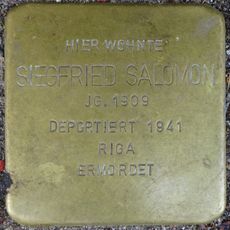 HIER WOHNTE
SIEGFRIED SALOMON
JG. 1909
DEPORTIERT 1941
RIGA
ERMORDET